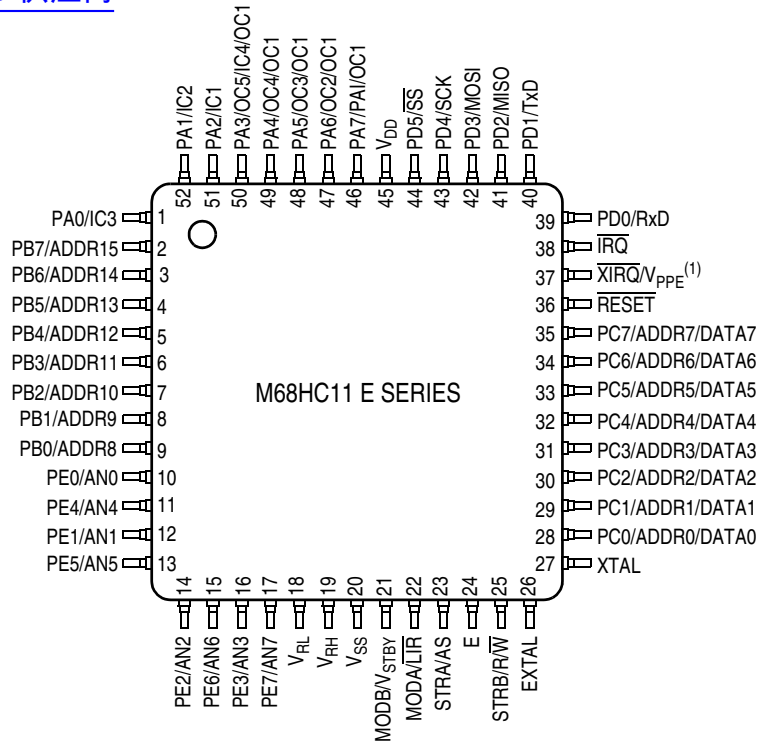 PA1/IC2
PA2/IC1
PA3/OC5/IC4/OC1
PA4/OC4/OC1
PA5/OC3/OC1
PA6/OC2/OC1
PA7/PAI/OC1
VDD
PD5/SS
PD4/SCK
PD3/MOSI
PD2/MISO
PD1/TxD
52
51
50
49
48
47
46
45
44
43
42
41
40
PA0/IC3 1
PB7/ADDR15 2
PB6/ADDR14 3
PB5/ADDR13 4
PB4/ADDR12 5
PB3/ADDR11 6
PB2/ADDR10 7
PB1/ADDR9 8
PB0/ADDR8 9
PE0/AN0 10
PE4/AN4 11
PE1/AN1 12
PE5/AN5 13
M68HC11 E SERIES
39 PD0/RxD
38 IRQ
37 XIRQ/VPPE(1)
36 RESET
35 PC7/ADDR7/DATA7
34 PC6/ADDR6/DATA6
33 PC5/ADDR5/DATA5
32 PC4/ADDR4/DATA4
31 PC3/ADDR3/DATA3
30 PC2/ADDR2/DATA2
29 PC1/ADDR1/DATA1
28 PC0/ADDR0/DATA0
27 XTAL
14
15
16
17
18
19
20
21
22
23
24
25
26
PE2/AN2
PE6/AN6
PE3/AN3
PE7/AN7
VRL
VRH
VSS
MODB/VSTBY
MODA/LIR
STRA/AS
E
STRB/R/W
EXTAL